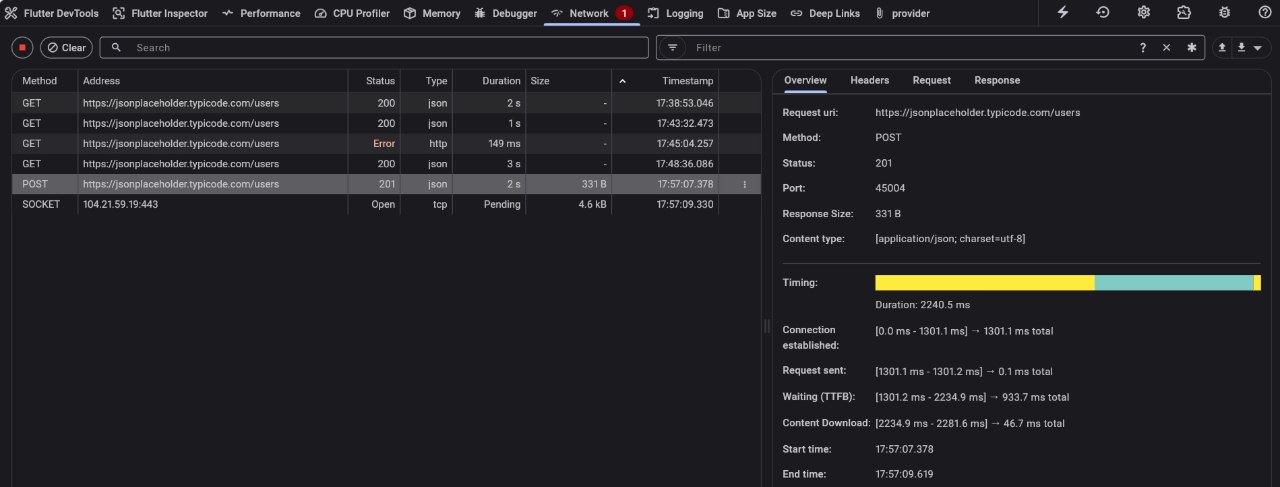 Flutter DevTools Flutter Inspector Performance CPU Profiler Memory Debugger Network 1 Logging App Size Deep Links provider
Clear Search Filter ?
Method Address Status Type Duration Size Timestamp
GET https://jsonplaceholder.typicode.com/users 200 json 2 s - 17:38:53.046
GET https://jsonplaceholder.typicode.com/users 200 json 1 s - 17:43:32.473
GET https://jsonplaceholder.typicode.com/users Error http 149 ms - 17:45:04.257
GET https://jsonplaceholder.typicode.com/users 200 json 3 s - 17:48:36.086
POST https://jsonplaceholder.typicode.com/users 201 json 2 s 331 B 17:57:07.378
SOCKET 104.21.59.19:443 Open tcp Pending 4.6 kB 17:57:09.330
Overview Headers Request Response
Request uri: https://jsonplaceholder.typicode.com/users
Method: POST
Status: 201
Port: 45004
Response Size: 331 B
Content type: [application/json; charset=utf-8]
Timing:
Duration: 2240.5 ms
Connection established: [0.0 ms - 1301.1 ms] → 1301.1 ms total
Request sent: [1301.1 ms - 1301.2 ms] → 0.1 ms total
Waiting (TTFB): [1301.2 ms - 2234.9 ms] → 933.7 ms total
Content Download: [2234.9 ms - 2281.6 ms] → 46.7 ms total
Start time: 17:57:07.378
End time: 17:57:09.619